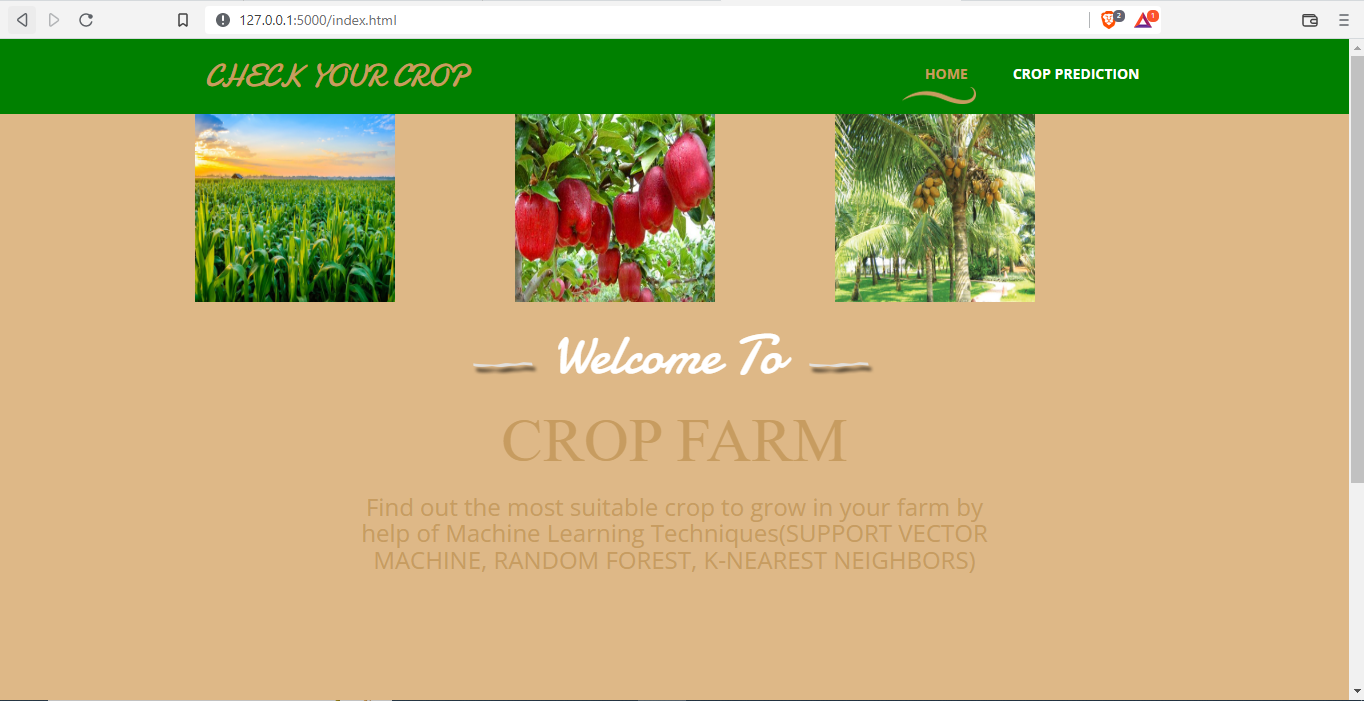 127.0.0.1:5000/index.html
2
1
CHECK YOUR CROP
HOME
CROP PREDICTION
Welcome To
CROP FARM
Find out the most suitable crop to grow in your farm by
help of Machine Learning Techniques(SUPPORT VECTOR
MACHINE, RANDOM FOREST, K-NEAREST NEIGHBORS)